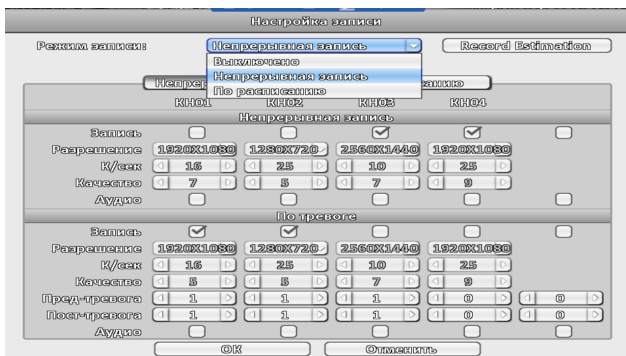 Настройка записи
Режим записи: Непрерывная запись Record Estimation
Выключено
Непрерывная запись
По расписанию
КН01 КН02 КН03 КН04
Непрерывная запись
Запись
Разрешение 1920X1080 1280X720 2560X1440 1920X1080
К/сек 16 25 10 25
Качество 7 5 7 9
Аудио
По тревоге
Запись
Разрешение 1920X1080 1280X720 2560X1440 1920X1080
К/сек 16 25 10 25
Качество 5 5 7 9
Пред-тревога 1 1 1 0 0
Пост-тревога 1 1 1 0 0
Аудио
ОК Отменить